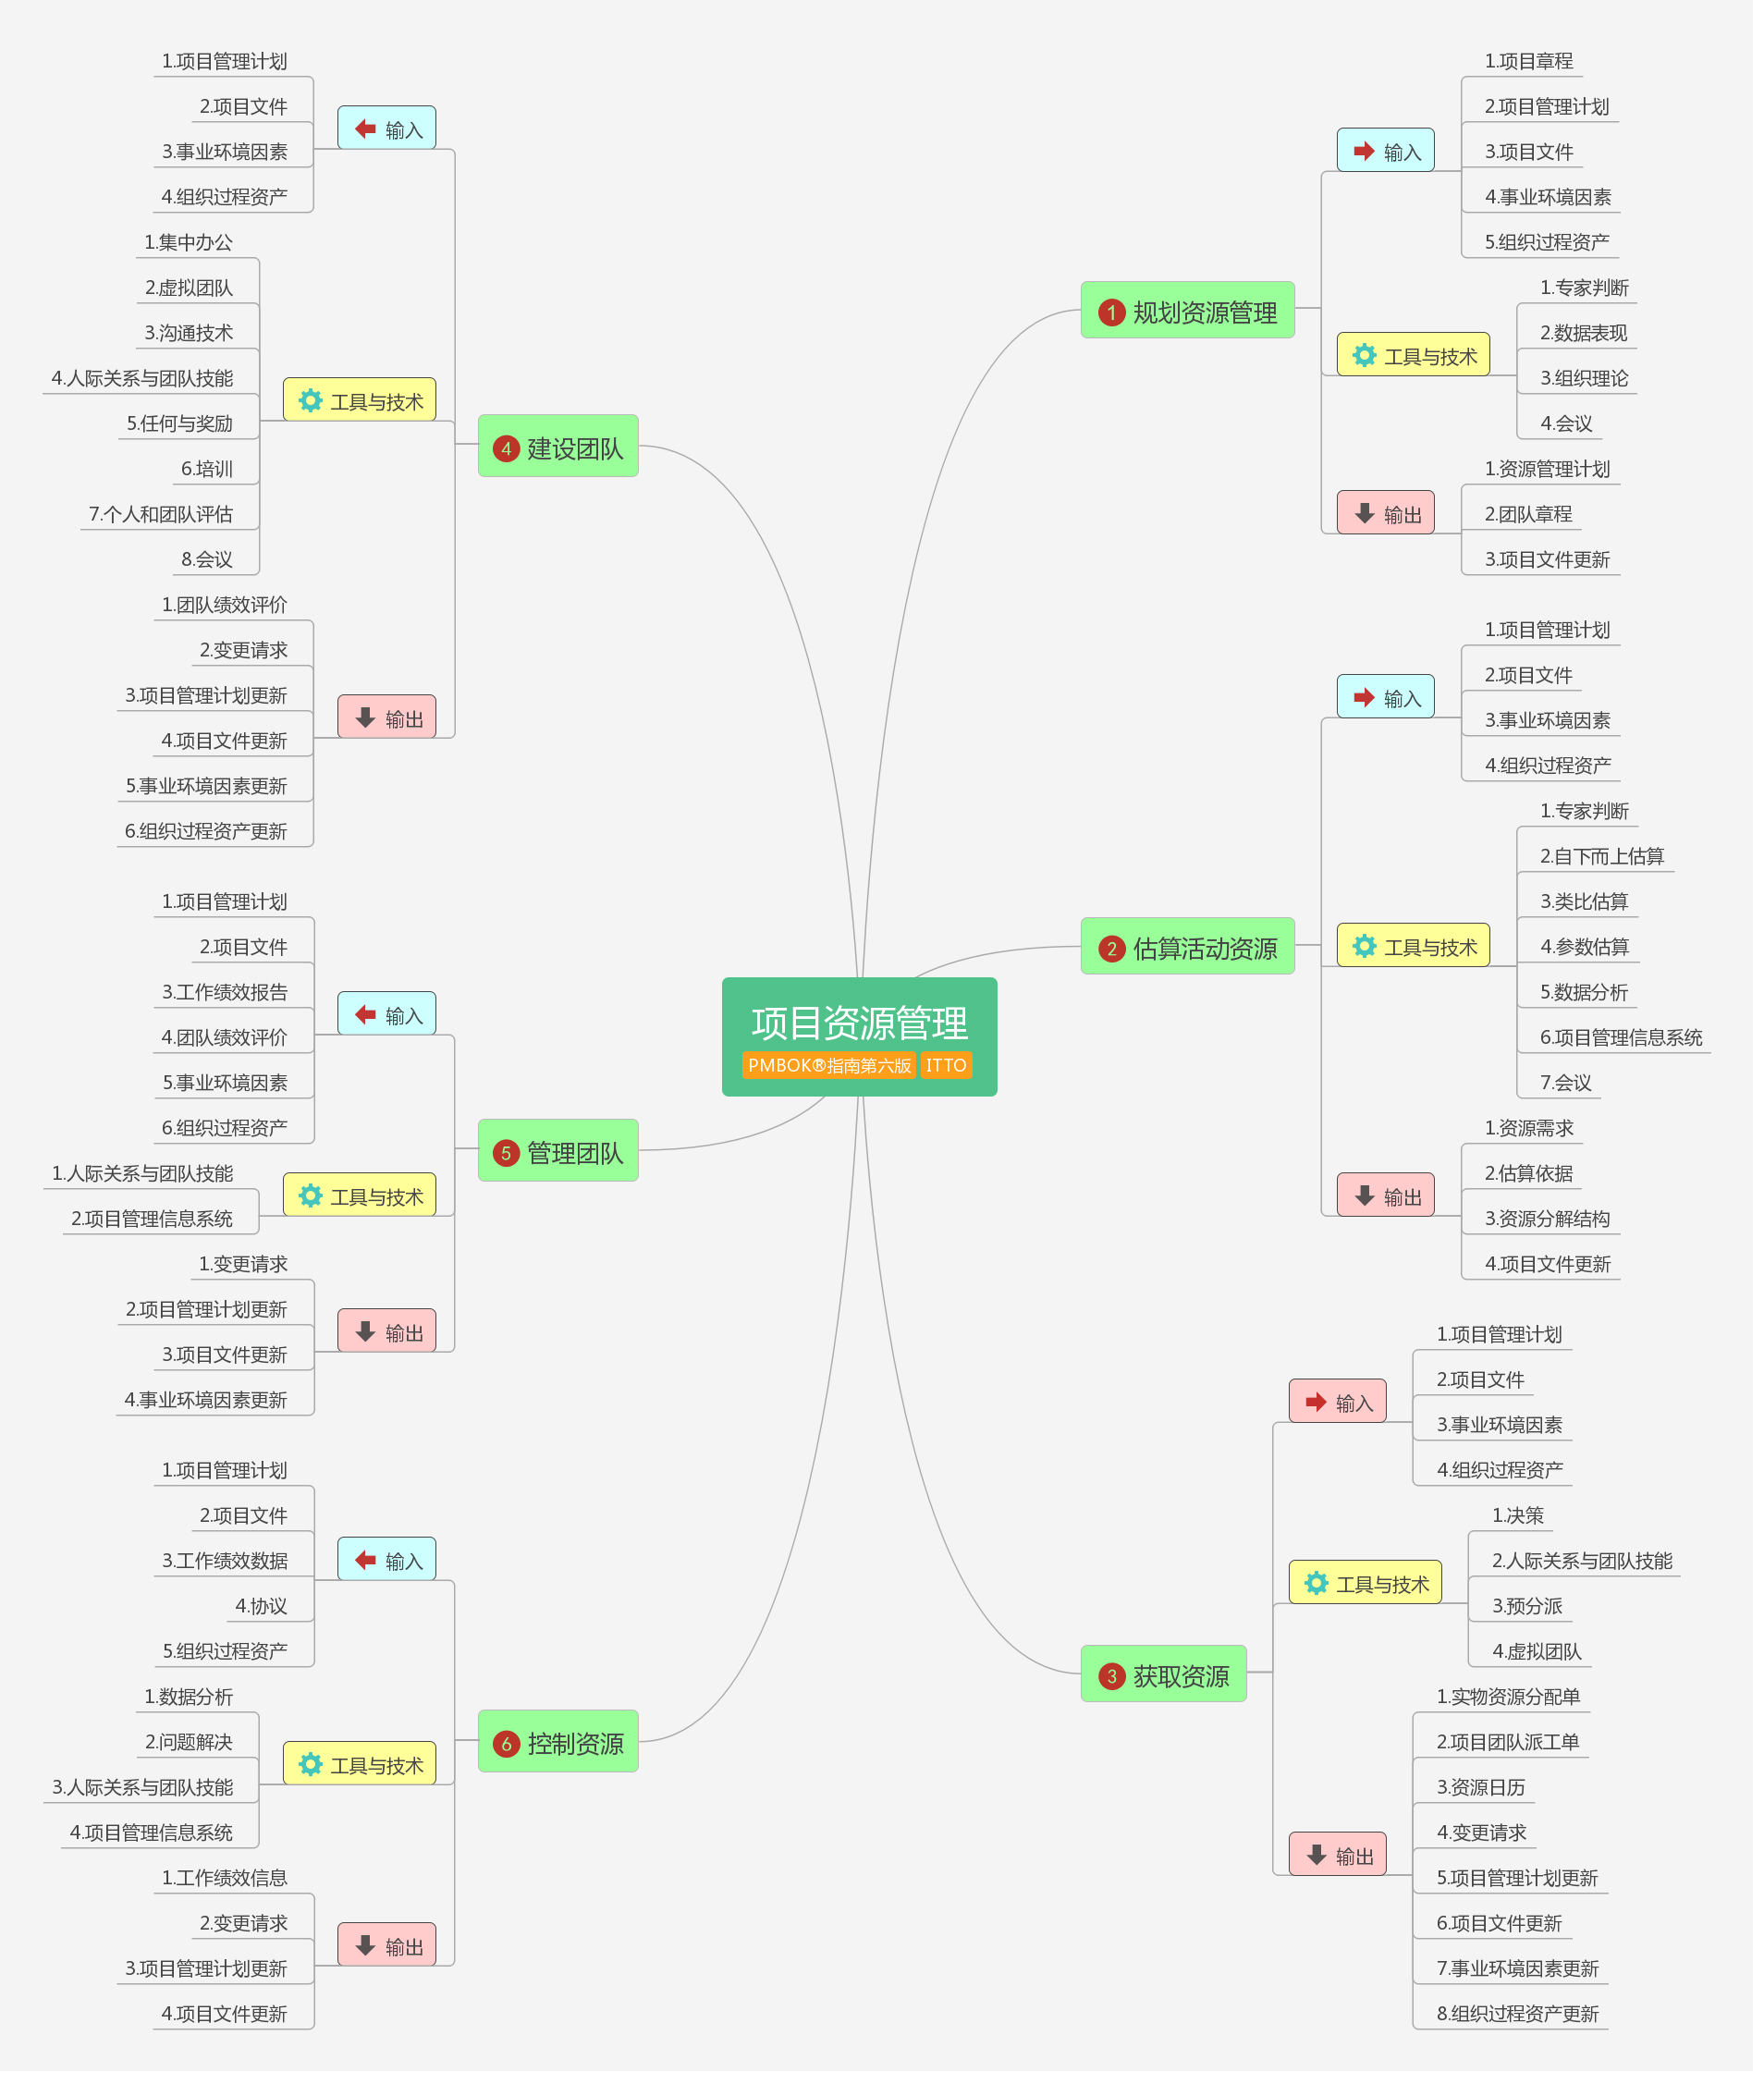 项目资源管理
PMBOK®指南第六版 ITTO
1 规划资源管理
输入
1.项目章程
2.项目管理计划
3.项目文件
4.事业环境因素
5.组织过程资产
工具与技术
1.专家判断
2.数据表现
3.组织理论
4.会议
输出
1.资源管理计划
2.团队章程
3.项目文件更新
2 估算活动资源
输入
1.项目管理计划
2.项目文件
3.事业环境因素
4.组织过程资产
工具与技术
1.专家判断
2.自下而上估算
3.类比估算
4.参数估算
5.数据分析
6.项目管理信息系统
7.会议
输出
1.资源需求
2.估算依据
3.资源分解结构
4.项目文件更新
3 获取资源
输入
1.项目管理计划
2.项目文件
3.事业环境因素
4.组织过程资产
工具与技术
1.决策
2.人际关系与团队技能
3.预分派
4.虚拟团队
输出
1.实物资源分配单
2.项目团队派工单
3.资源日历
4.变更请求
5.项目管理计划更新
6.项目文件更新
7.事业环境因素更新
8.组织过程资产更新
4 建设团队
输入
1.项目管理计划
2.项目文件
3.事业环境因素
4.组织过程资产
工具与技术
1.集中办公
2.虚拟团队
3.沟通技术
4.人际关系与团队技能
5.任何与奖励
6.培训
7.个人和团队评估
8.会议
输出
1.团队绩效评价
2.变更请求
3.项目管理计划更新
4.项目文件更新
5.事业环境因素更新
6.组织过程资产更新
5 管理团队
输入
1.项目管理计划
2.项目文件
3.工作绩效报告
4.团队绩效评价
5.事业环境因素
6.组织过程资产
工具与技术
1.人际关系与团队技能
2.项目管理信息系统
输出
1.变更请求
2.项目管理计划更新
3.项目文件更新
4.事业环境因素更新
6 控制资源
输入
1.项目管理计划
2.项目文件
3.工作绩效数据
4.协议
5.组织过程资产
工具与技术
1.数据分析
2.问题解决
3.人际关系与团队技能
4.项目管理信息系统
输出
1.工作绩效信息
2.变更请求
3.项目管理计划更新
4.项目文件更新